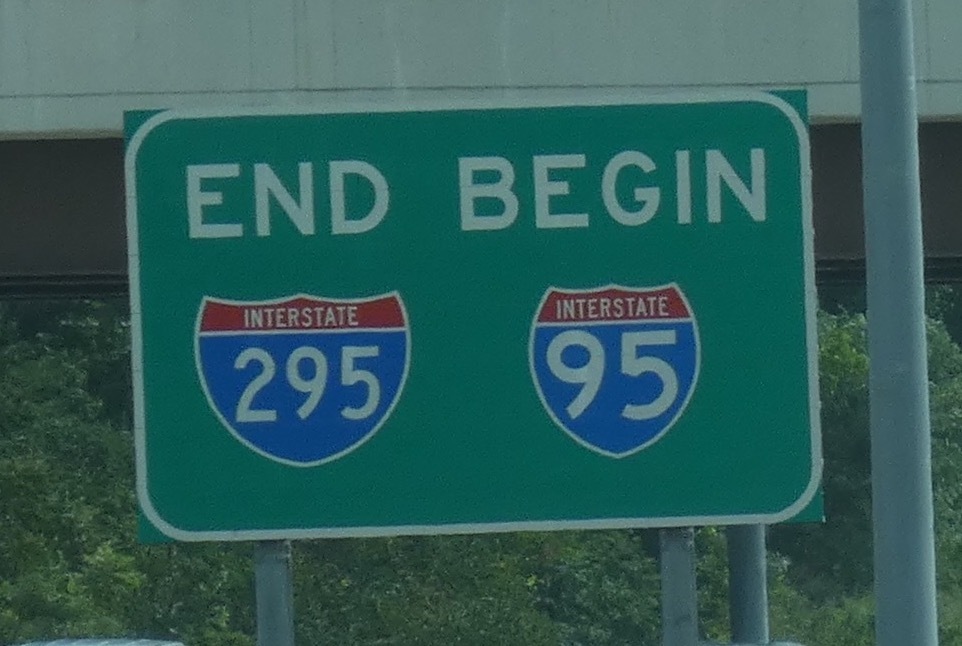 END BEGIN
INTERSTATE INTERSTATE
295 95